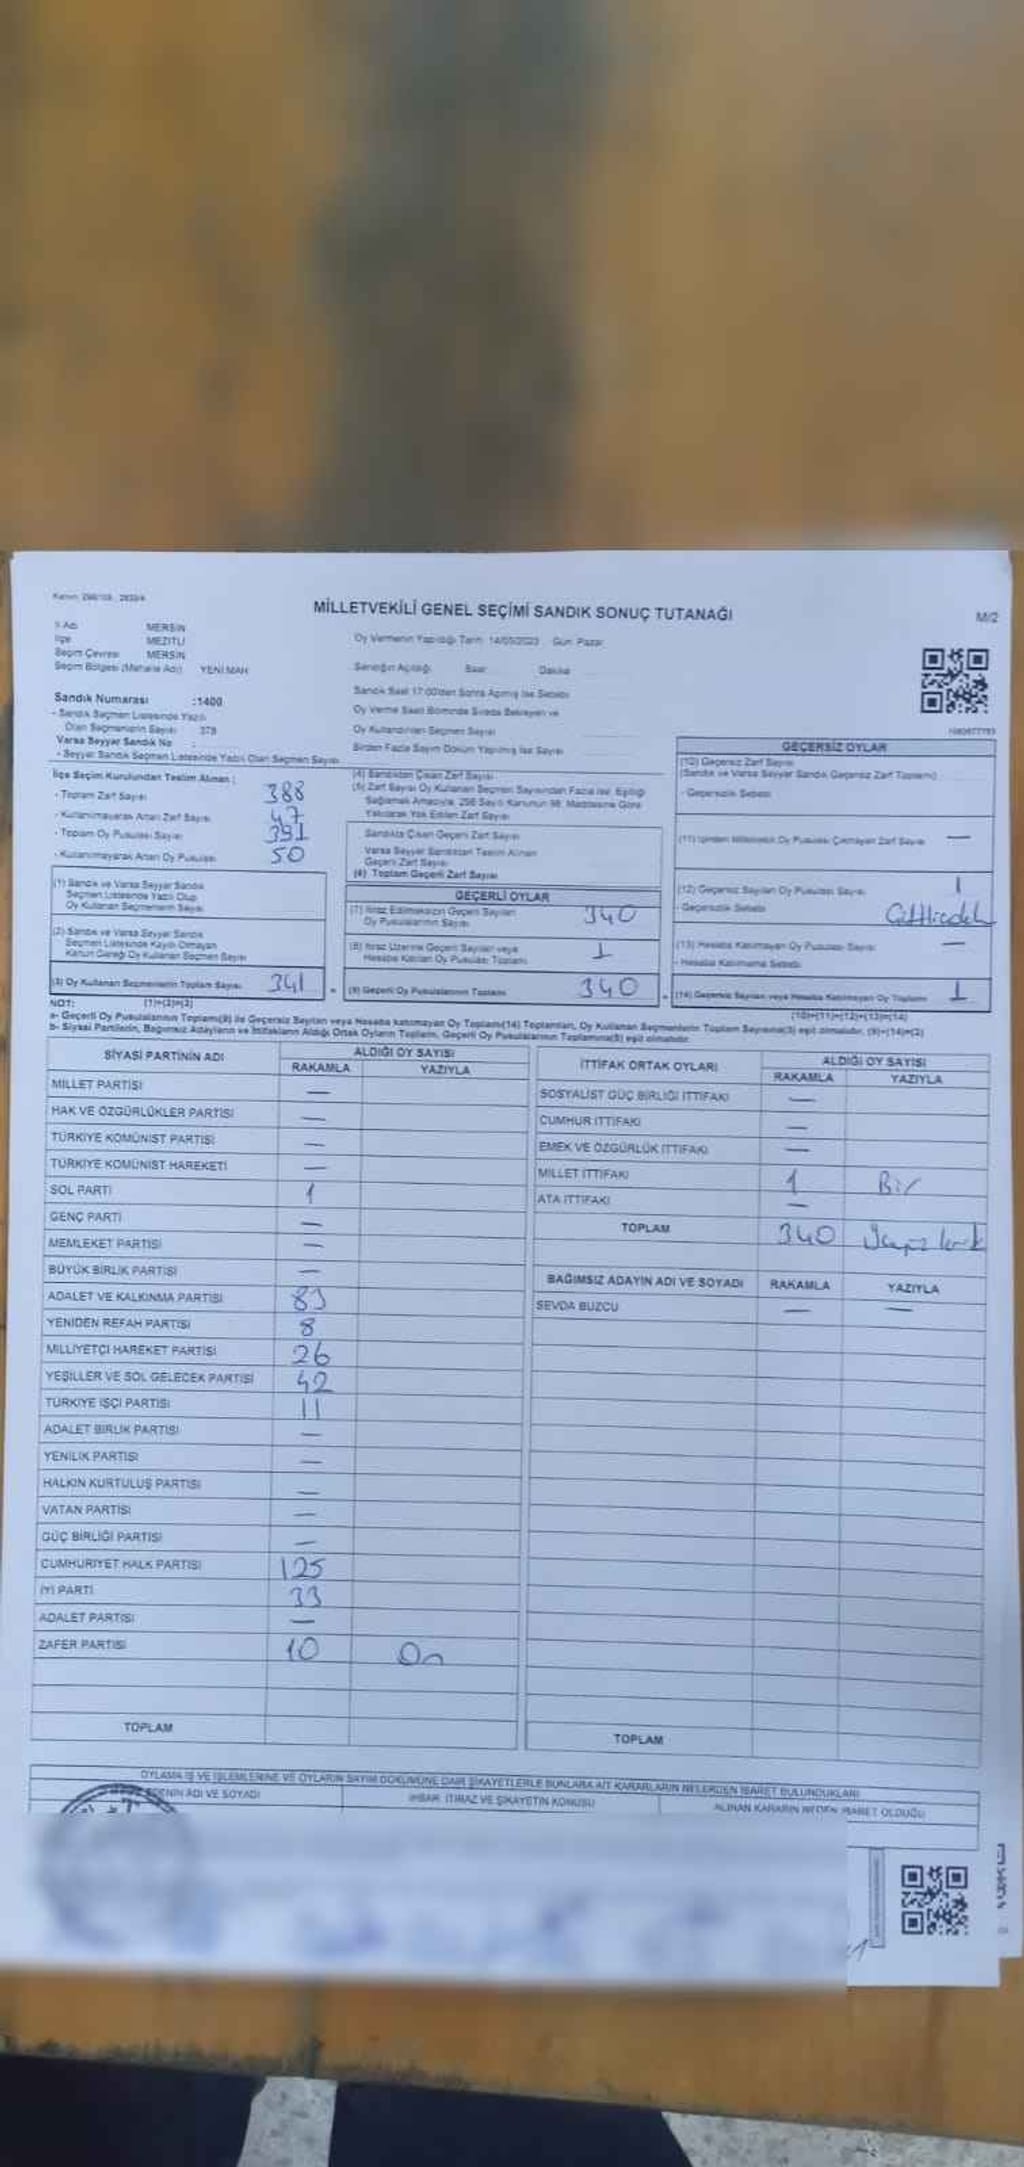 Kanun: 298/105, 2839/4
MİLLETVEKİLİ GENEL SEÇİMİ SANDIK SONUÇ TUTANAĞI
M/2
İl Adı MERSİN
İlçe MEZİTLİ
Seçim Çevresi MERSİN
Seçim Bölgesi (Mahalle Adı) YENİ MAH
Oy Vermenin Yapıldığı Tarih: 14/05/2023 Gün: Pazar
Sandığın Açıldığı Saat Dakika
Sandık Saat 17:00'den Sonra Açılmış İse Sebebi
Oy Verme Saati Bitiminde Sırada Bekleyen ve
Oy Kullandırılan Seçmen Sayısı
Birden Fazla Sayım Döküm Yapılmış İse Sayısı
Sandık Numarası :1400
- Sandık Seçmen Listesinde Yazılı
Olan Seçmenlerin Sayısı 379
Varsa Seyyar Sandık No :
- Seyyar Sandık Seçmen Listesinde Yazılı Olan Seçmen Sayısı
İlçe Seçim Kurulundan Teslim Alınan :
- Toplam Zarf Sayısı 388
- Kullanılmayarak Artan Zarf Sayısı 47
- Toplam Oy Pusulası Sayısı 391
- Kullanılmayarak Artan Oy Pusulası 50
(1) Sandık ve Varsa Seyyar Sandık
Seçmen Listesinde Yazılı Olup
Oy Kullanan Seçmenlerin Sayısı
(2) Sandık ve Varsa Seyyar Sandık
Seçmen Listesinde Kayıtlı Olmayan
Kanun Gereği Oy Kullanan Seçmen Sayısı
(3) Oy Kullanan Seçmenlerin Toplam Sayısı 341
(1)+(2)=(3)
(4) Sandıktan Çıkan Zarf Sayısı
(5) Zarf Sayısı Oy Kullanan Seçmen Sayısından Fazla İse, Eşitliği
Sağlamak Amacıyla, 298 Sayılı Kanunun 98. Maddesine Göre
Yakılarak Yok Edilen Zarf Sayısı
Sandıkta Çıkan Geçerli Zarf Sayısı
Varsa Seyyar Sandıktan Teslim Alınan
Geçerli Zarf Sayısı
(6) Toplam Geçerli Zarf Sayısı
GEÇERLİ OYLAR
(7) İtiraz Edilmeksizin Geçerli Sayılan
Oy Pusulalarının Sayısı 340
(8) İtiraz Üzerine Geçerli Sayılan veya
Hesaba Katılan Oy Pusulası Toplamı 1
= (9) Geçerli Oy Pusulalarının Toplamı 340
GEÇERSİZ OYLAR
(10) Geçersiz Zarf Sayısı
(Sandık ve Varsa Seyyar Sandık Geçersiz Zarf Toplamı)
- Geçersizlik Sebebi
(11) İçinden Milletvekili Oy Pusulası Çıkmayan Zarf Sayısı —
(12) Geçersiz Sayılan Oy Pusulası Sayısı 1
- Geçersizlik Sebebi
(13) Hesaba Katılmayan Oy Pusulası Sayısı —
- Hesaba Katılmama Sebebi
+ (14) Geçersiz Sayılan veya Hesaba Katılmayan Oy Toplamı 1
(10)+(11)+(12)+(13)=(14)
NOT:
a- Geçerli Oy Pusulalarının Toplamı(9) ile Geçersiz Sayılan veya Hesaba katılmayan Oy Toplamı(14) Toplamları, Oy Kullanan Seçmenlerin Toplam Sayısına(3) eşit olmalıdır. (9)+(14)=(3)
b- Siyasi Partilerin, Bağımsız Adayların ve İttifakların Aldığı Ortak Oyların Toplamı, Geçerli Oy Pusulalarının Toplamına(9) eşit olmalıdır.
SİYASİ PARTİNİN ADI ALDIĞI OY SAYISI
RAKAMLA YAZIYLA
MİLLET PARTİSİ —
HAK VE ÖZGÜRLÜKLER PARTİSİ —
TÜRKİYE KOMÜNİST PARTİSİ —
TÜRKİYE KOMÜNİST HAREKETİ —
SOL PARTİ 1
GENÇ PARTİ —
MEMLEKET PARTİSİ —
BÜYÜK BİRLİK PARTİSİ —
ADALET VE KALKINMA PARTİSİ 83
YENİDEN REFAH PARTİSİ 8
MİLLİYETÇİ HAREKET PARTİSİ 26
YEŞİLLER VE SOL GELECEK PARTİSİ 42
TÜRKİYE İŞÇİ PARTİSİ 11
ADALET BİRLİK PARTİSİ —
YENİLİK PARTİSİ —
HALKIN KURTULUŞ PARTİSİ —
VATAN PARTİSİ —
GÜÇ BİRLİĞİ PARTİSİ —
CUMHURİYET HALK PARTİSİ 125
İYİ PARTİ 33
ADALET PARTİSİ —
ZAFER PARTİSİ 10 On
TOPLAM
İTTİFAK ORTAK OYLARI ALDIĞI OY SAYISI
RAKAMLA YAZIYLA
SOSYALİST GÜÇ BİRLİĞİ İTTİFAKI —
CUMHUR İTTİFAKI —
EMEK VE ÖZGÜRLÜK İTTİFAKI —
MİLLET İTTİFAKI 1 Bir
ATA İTTİFAKI —
TOPLAM 340 Üçyüz kırk
BAĞIMSIZ ADAYIN ADI VE SOYADI RAKAMLA YAZIYLA
SEVDA BUZCU — —
TOPLAM
OYLAMA İŞ VE İŞLEMLERİNE VE OYLARIN SAYIM DÖKÜMÜNE DAİR ŞİKAYETLERLE BUNLARA AİT KARARLARIN NELERDEN İBARET BULUNDUKLARI
EDENİN ADI VE SOYADI İHBAR, İTİRAZ VE ŞİKAYETİN KONUSU ALINAN KARARIN NEDEN İBARET OLDUĞU